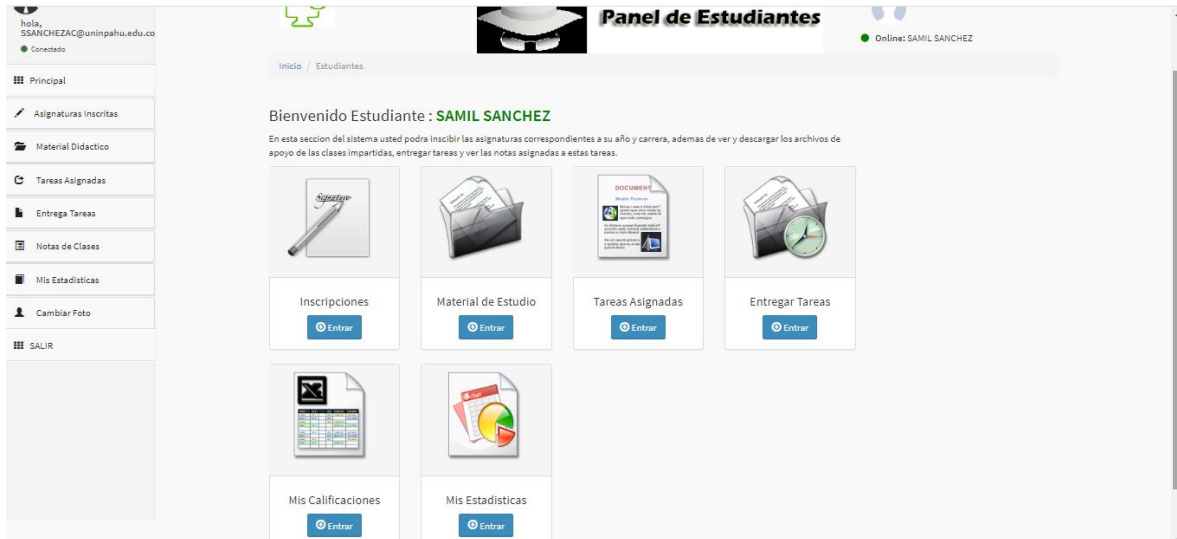 hola,
SSANCHEZAC@uninpahu.edu.co
Conectado
Principal
Asignaturas Inscritas
Material Didactico
Tareas Asignadas
Entrega Tareas
Notas de Clases
Mis Estadisticas
Cambiar Foto
SALIR
Panel de Estudiantes
Online: SAMIL SANCHEZ
Inicio / Estudiantes
Bienvenido Estudiante : SAMIL SANCHEZ
En esta seccion del sistema usted podra inscibir las asignaturas correspondientes a su año y carrera, ademas de ver y descargar los archivos de
apoyo de las clases impartidas, entregar tareas y ver las notas asignadas a estas tareas.
Signature
DOCUMENT
Inscripciones
Entrar
Material de Estudio
Entrar
Tareas Asignadas
Entrar
Entregar Tareas
Entrar
chart
Mis Calificaciones
Entrar
Mis Estadisticas
Entrar